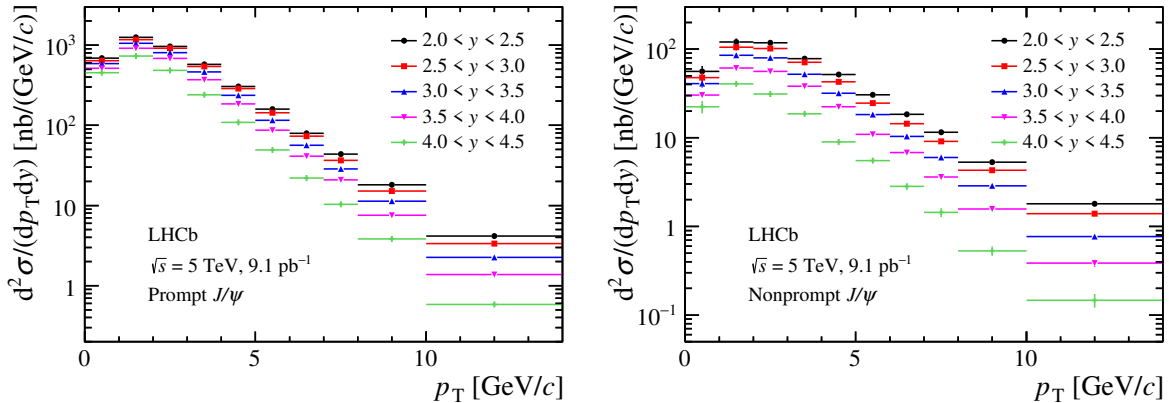 d²σ/(dp_T dy) [nb/(GeV/c)]
10³
10²
10
1
2.0 < y < 2.5
2.5 < y < 3.0
3.0 < y < 3.5
3.5 < y < 4.0
4.0 < y < 4.5
LHCb
√s = 5 TeV, 9.1 pb⁻¹
Prompt J/ψ
0 5 10
p_T [GeV/c]
d²σ/(dp_T dy) [nb/(GeV/c)]
10²
10
1
10⁻¹
2.0 < y < 2.5
2.5 < y < 3.0
3.0 < y < 3.5
3.5 < y < 4.0
4.0 < y < 4.5
LHCb
√s = 5 TeV, 9.1 pb⁻¹
Nonprompt J/ψ
0 5 10
p_T [GeV/c]